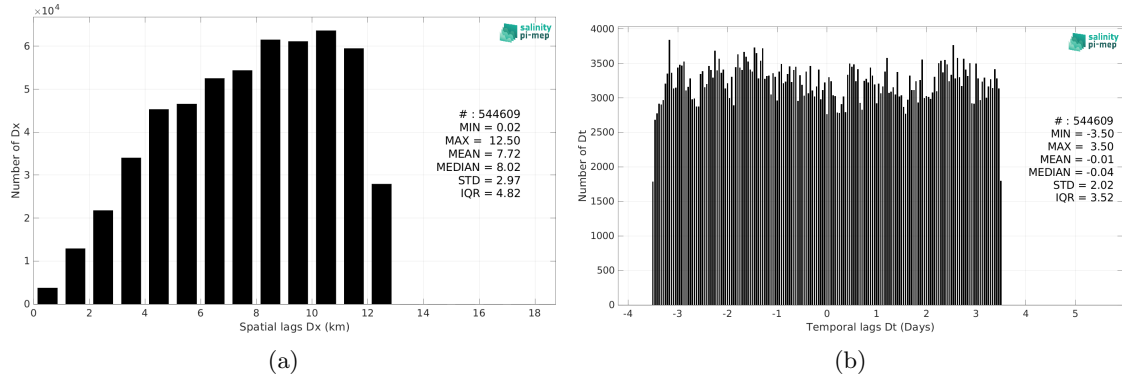 ×10⁴
6
5
4
3
2
1
0
Number of Dx
0 2 4 6 8 10 12 14 16 18
Spatial lags Dx (km)
salinity
pi-mep
# : 544609
MIN = 0.02
MAX = 12.50
MEAN = 7.72
MEDIAN = 8.02
STD = 2.97
IQR = 4.82
(a)
4000
3500
3000
2500
2000
1500
1000
500
0
Number of Dt
-4 -3 -2 -1 0 1 2 3 4 5
Temporal lags Dt (Days)
salinity
pi-mep
# : 544609
MIN = -3.50
MAX = 3.50
MEAN = -0.01
MEDIAN = -0.04
STD = 2.02
IQR = 3.52
(b)